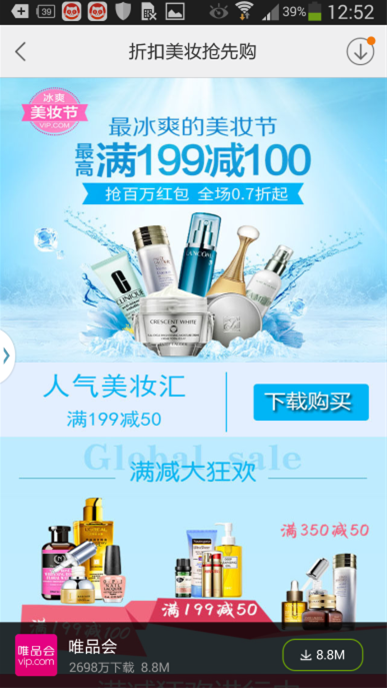 39
39%
12:52
折扣美妆抢先购
冰爽
美妆节
VIP.COM
最冰爽的美妆节
最高满199减100
抢百万红包 全场0.7折起
CLINIQUE
LANCOME
CRESCENT WHITE
人气美妆汇
满199减50
下载购买
Global sale
满减大狂欢
满350减50
满199减50
满199减100
唯品会
vip.com
唯品会
2698万下载 8.8M
8.8M